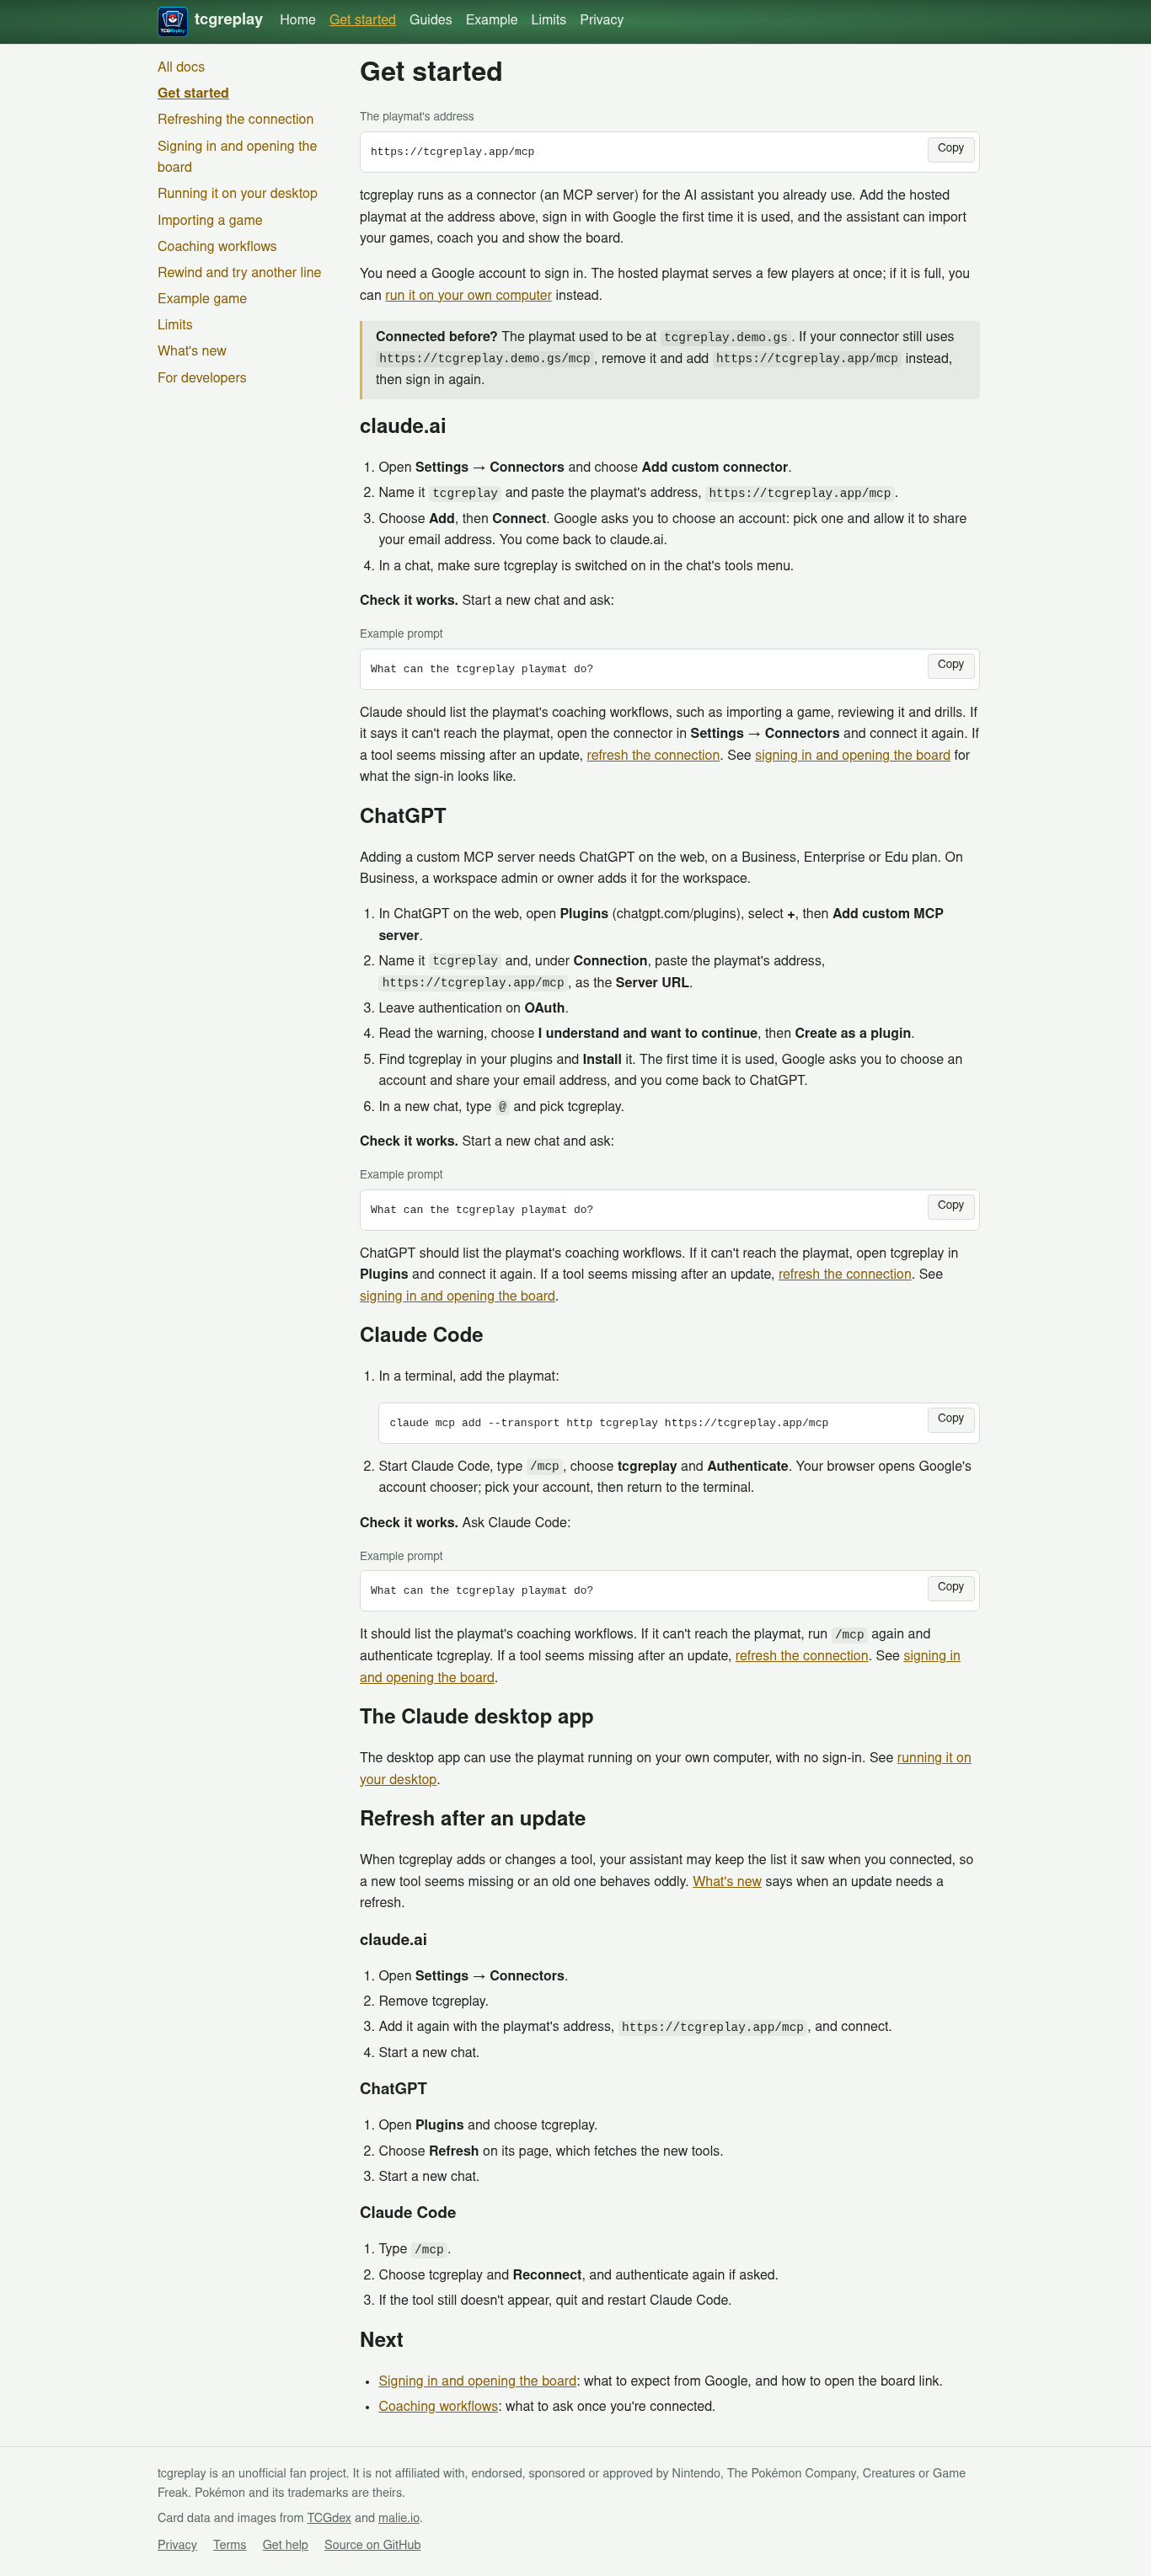 TCGReplay
tcgreplay Home Get started Guides Example Limits Privacy
All docs
Get started
Refreshing the connection
Signing in and opening the
board
Running it on your desktop
Importing a game
Coaching workflows
Rewind and try another line
Example game
Limits
What's new
For developers
Get started
The playmat's address
https://tcgreplay.app/mcp
Copy
tcgreplay runs as a connector (an MCP server) for the AI assistant you already use. Add the hosted
playmat at the address above, sign in with Google the first time it is used, and the assistant can import
your games, coach you and show the board.
You need a Google account to sign in. The hosted playmat serves a few players at once; if it is full, you
can run it on your own computer instead.
Connected before? The playmat used to be at tcgreplay.demo.gs. If your connector still uses
https://tcgreplay.demo.gs/mcp, remove it and add https://tcgreplay.app/mcp instead,
then sign in again.
claude.ai
1. Open Settings → Connectors and choose Add custom connector.
2. Name it tcgreplay and paste the playmat's address, https://tcgreplay.app/mcp.
3. Choose Add, then Connect. Google asks you to choose an account: pick one and allow it to share
your email address. You come back to claude.ai.
4. In a chat, make sure tcgreplay is switched on in the chat's tools menu.
Check it works. Start a new chat and ask:
Example prompt
What can the tcgreplay playmat do?
Copy
Claude should list the playmat's coaching workflows, such as importing a game, reviewing it and drills. If
it says it can't reach the playmat, open the connector in Settings → Connectors and connect it again. If
a tool seems missing after an update, refresh the connection. See signing in and opening the board for
what the sign-in looks like.
ChatGPT
Adding a custom MCP server needs ChatGPT on the web, on a Business, Enterprise or Edu plan. On
Business, a workspace admin or owner adds it for the workspace.
1. In ChatGPT on the web, open Plugins (chatgpt.com/plugins), select +, then Add custom MCP
server.
2. Name it tcgreplay and, under Connection, paste the playmat's address,
https://tcgreplay.app/mcp, as the Server URL.
3. Leave authentication on OAuth.
4. Read the warning, choose I understand and want to continue, then Create as a plugin.
5. Find tcgreplay in your plugins and Install it. The first time it is used, Google asks you to choose an
account and share your email address, and you come back to ChatGPT.
6. In a new chat, type @ and pick tcgreplay.
Check it works. Start a new chat and ask:
Example prompt
What can the tcgreplay playmat do?
Copy
ChatGPT should list the playmat's coaching workflows. If it can't reach the playmat, open tcgreplay in
Plugins and connect it again. If a tool seems missing after an update, refresh the connection. See
signing in and opening the board.
Claude Code
1. In a terminal, add the playmat:
claude mcp add --transport http tcgreplay https://tcgreplay.app/mcp
Copy
2. Start Claude Code, type /mcp, choose tcgreplay and Authenticate. Your browser opens Google's
account chooser; pick your account, then return to the terminal.
Check it works. Ask Claude Code:
Example prompt
What can the tcgreplay playmat do?
Copy
It should list the playmat's coaching workflows. If it can't reach the playmat, run /mcp again and
authenticate tcgreplay. If a tool seems missing after an update, refresh the connection. See signing in
and opening the board.
The Claude desktop app
The desktop app can use the playmat running on your own computer, with no sign-in. See running it on
your desktop.
Refresh after an update
When tcgreplay adds or changes a tool, your assistant may keep the list it saw when you connected, so
a new tool seems missing or an old one behaves oddly. What's new says when an update needs a
refresh.
claude.ai
1. Open Settings → Connectors.
2. Remove tcgreplay.
3. Add it again with the playmat's address, https://tcgreplay.app/mcp, and connect.
4. Start a new chat.
ChatGPT
1. Open Plugins and choose tcgreplay.
2. Choose Refresh on its page, which fetches the new tools.
3. Start a new chat.
Claude Code
1. Type /mcp.
2. Choose tcgreplay and Reconnect, and authenticate again if asked.
3. If the tool still doesn't appear, quit and restart Claude Code.
Next
• Signing in and opening the board: what to expect from Google, and how to open the board link.
• Coaching workflows: what to ask once you're connected.
tcgreplay is an unofficial fan project. It is not affiliated with, endorsed, sponsored or approved by Nintendo, The Pokémon Company, Creatures or Game
Freak. Pokémon and its trademarks are theirs.
Card data and images from TCGdex and malie.io.
Privacy Terms Get help Source on GitHub